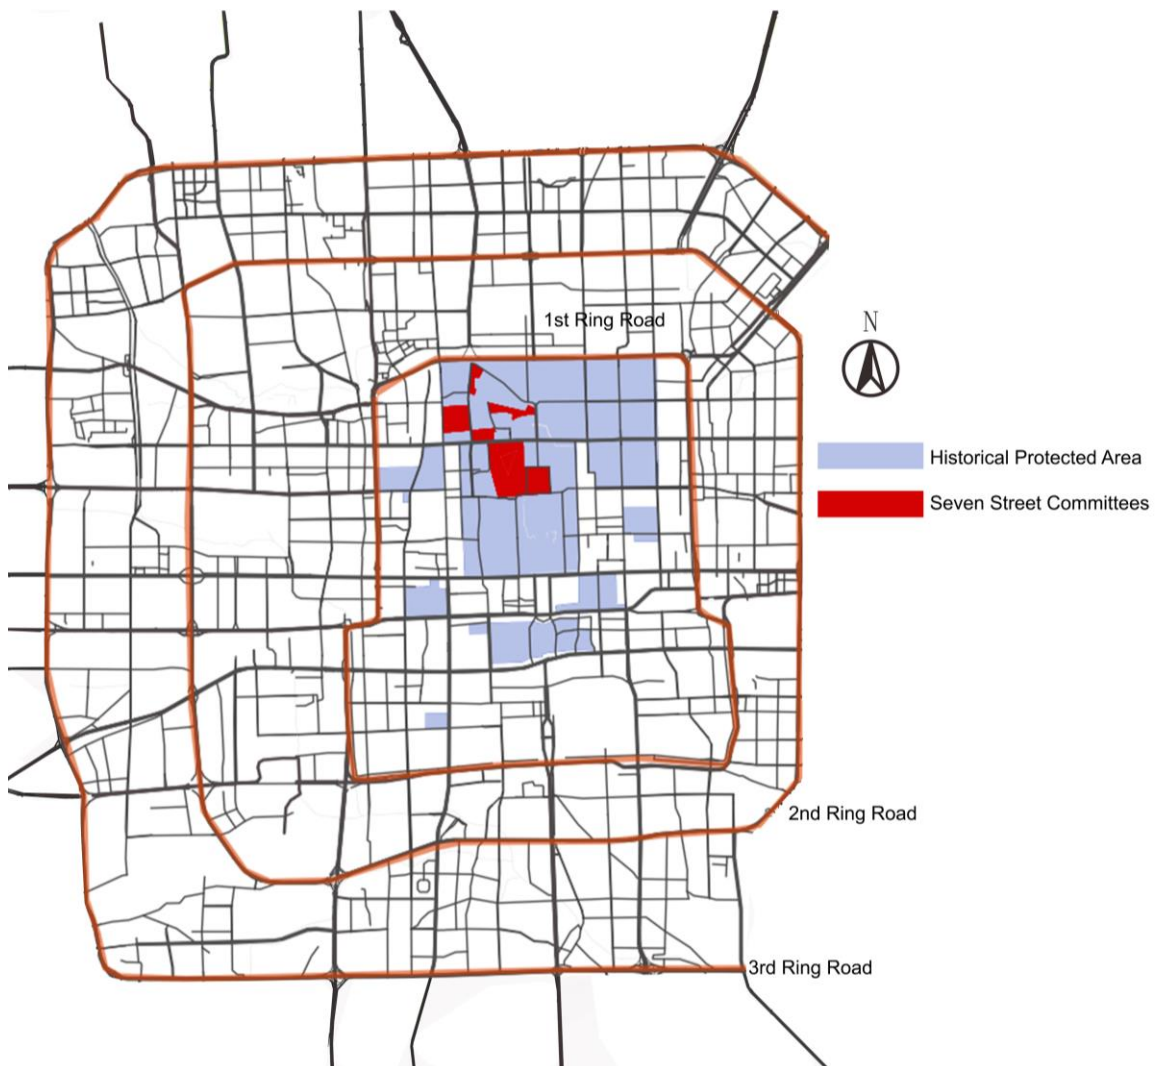 1st Ring Road
N
Historical Protected Area
Seven Street Committees
2nd Ring Road
3rd Ring Road